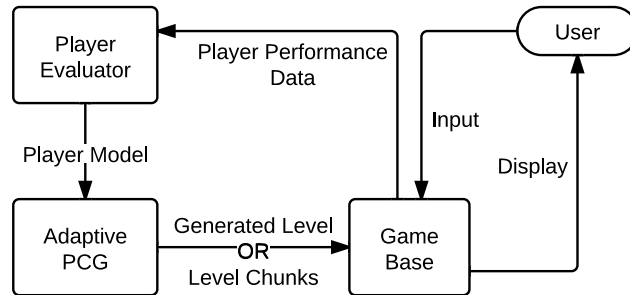 Player
Evaluator
Player Performance
Data
User
Input
Player Model
Display
Adaptive
PCG
Generated Level
OR
Level Chunks
Game
Base